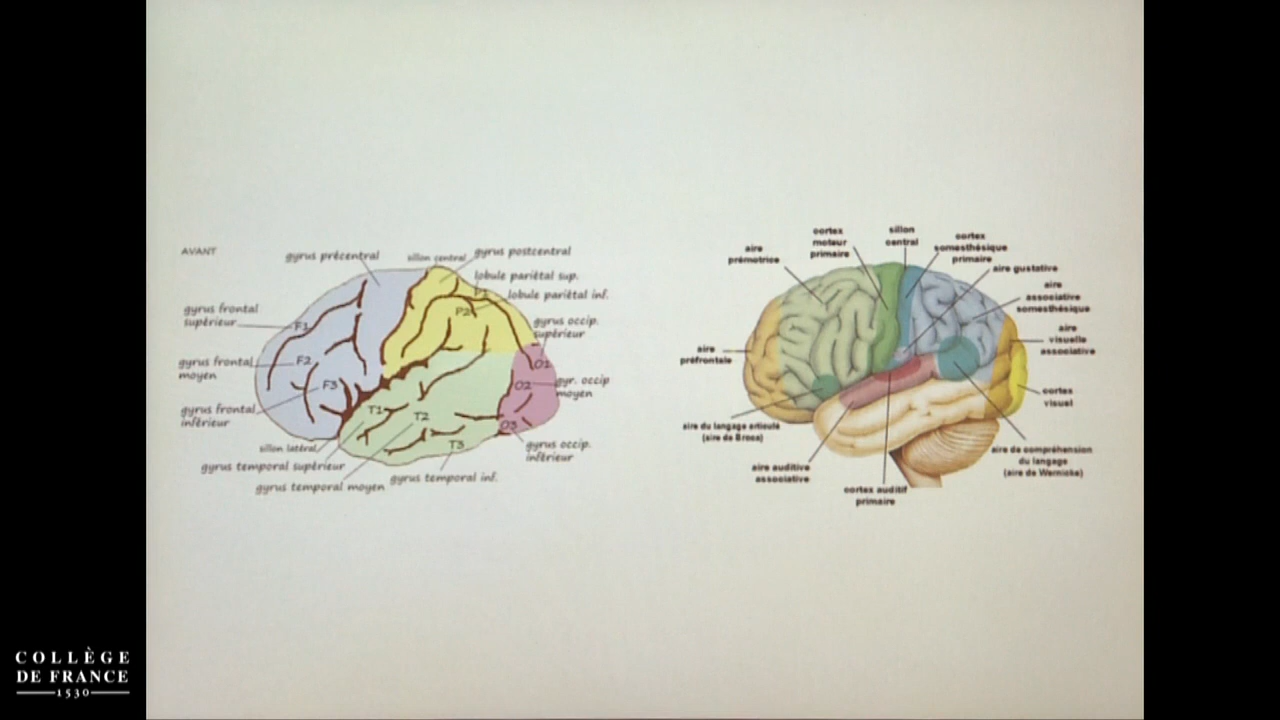 AVANT
gyrus précentral
sillon central
gyrus postcentral
lobule pariétal sup.
lobule pariétal inf.
gyrus frontal
supérieur
gyrus occip.
supérieur
gyrus frontal
moyen
gyr. occip
moyen
gyrus frontal
inférieur
sillon latéral
gyrus occip.
inférieur
gyrus temporal supérieur
gyrus temporal moyen
gyrus temporal inf.
F1
F2
F3
P1
P2
T1
T2
T3
O1
O2
O3
aire
prémotrice
cortex
moteur
primaire
sillon
central
cortex
somesthésique
primaire
aire gustative
aire
associative
somesthésique
aire
visuelle
associative
aire
préfrontale
cortex
visuel
aire du langage articulé
(aire de Broca)
aire de compréhension
du langage
(aire de Wernicke)
aire auditive
associative
cortex auditif
primaire
COLLÈGE
DE FRANCE
1530